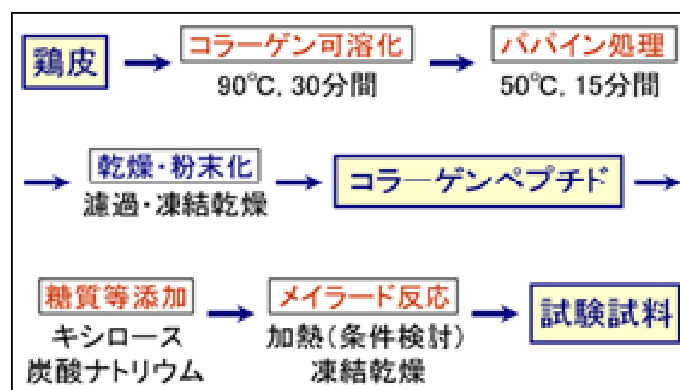 鶏皮 → コラーゲン可溶化 → パパイン処理
90℃, 30分間 50℃, 15分間
→ 乾燥・粉末化 → コラーゲンペプチド →
濾過・凍結乾燥
糖質等添加 → メイラード反応 → 試験試料
キシロース 加熱(条件検討)
炭酸ナトリウム 凍結乾燥